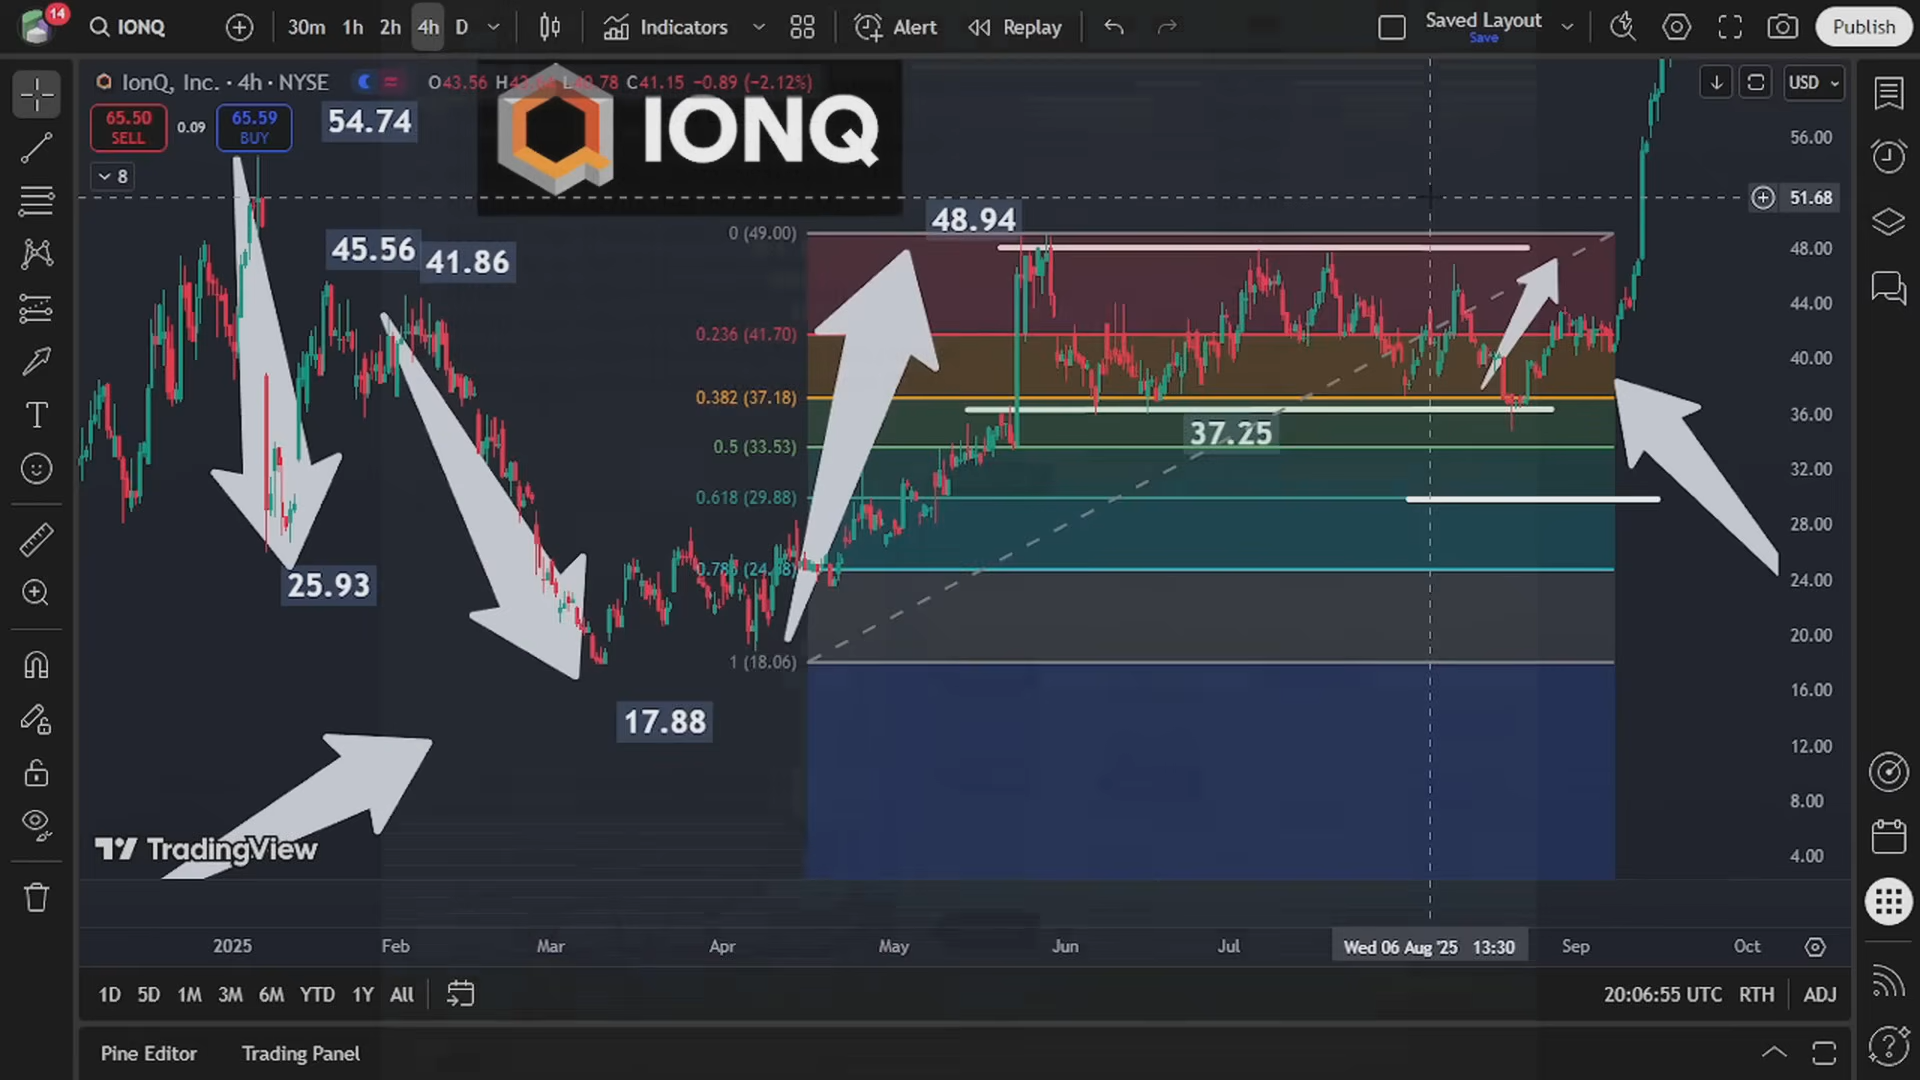 14
IONQ
30m 1h 2h 4h D
Indicators
Alert
Replay
Saved Layout
Save
Publish
IonQ, Inc. · 4h · NYSE
O43.56 C41.15 −0.89 (−2.12%)
USD
65.50
SELL
0.09
65.59
BUY
8
54.74
IONQ
45.56
41.86
48.94
25.93
17.88
37.25
0 (49.00)
0.236 (41.70)
0.382 (37.18)
0.5 (33.53)
0.618 (29.88)
1 (18.06)
56.00
51.68
48.00
44.00
40.00
36.00
32.00
28.00
24.00
20.00
16.00
12.00
8.00
4.00
TradingView
2025 Feb Mar Apr May Jun Jul Wed 06 Aug '25 13:30 Sep Oct
1D 5D 1M 3M 6M YTD 1Y All
20:06:55 UTC RTH ADJ
Pine Editor Trading Panel